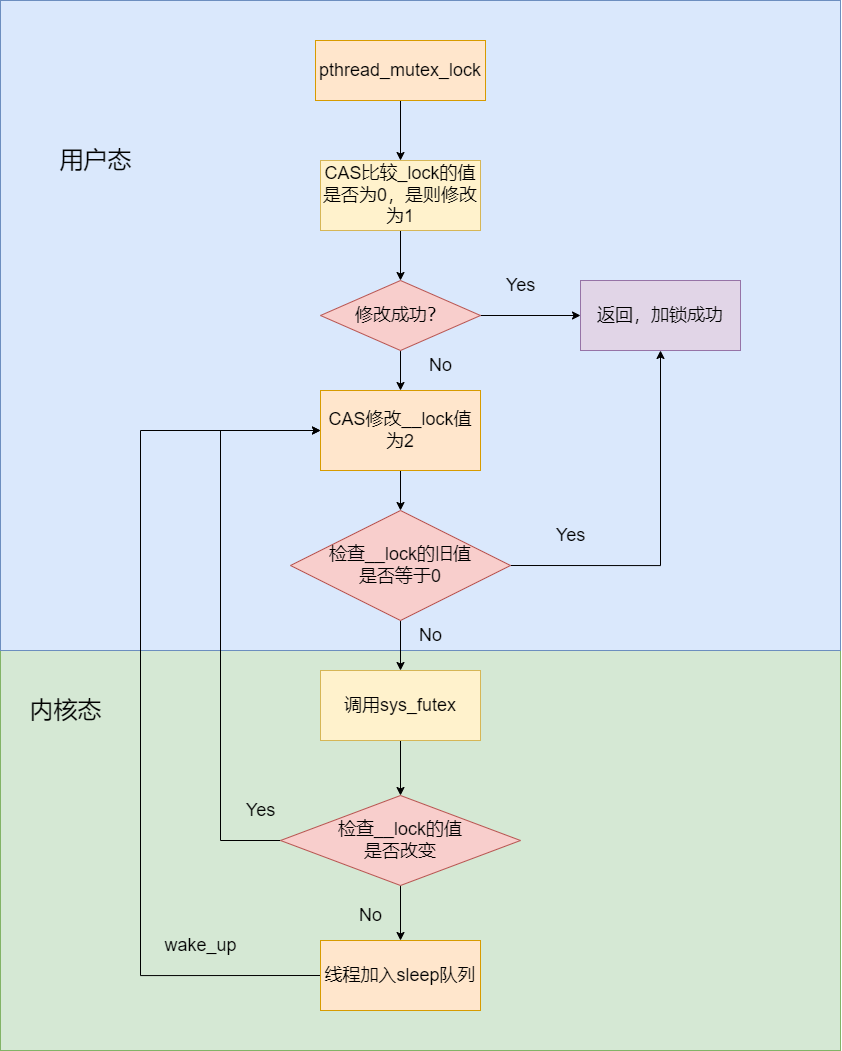 pthread_mutex_lock
用户态
CAS比较_lock的值
是否为0，是则修改
为1
Yes
修改成功？
返回，加锁成功
No
CAS修改__lock值
为2
Yes
检查__lock的旧值
是否等于0
No
内核态
调用sys_futex
Yes
检查__lock的值
是否改变
No
wake_up
线程加入sleep队列